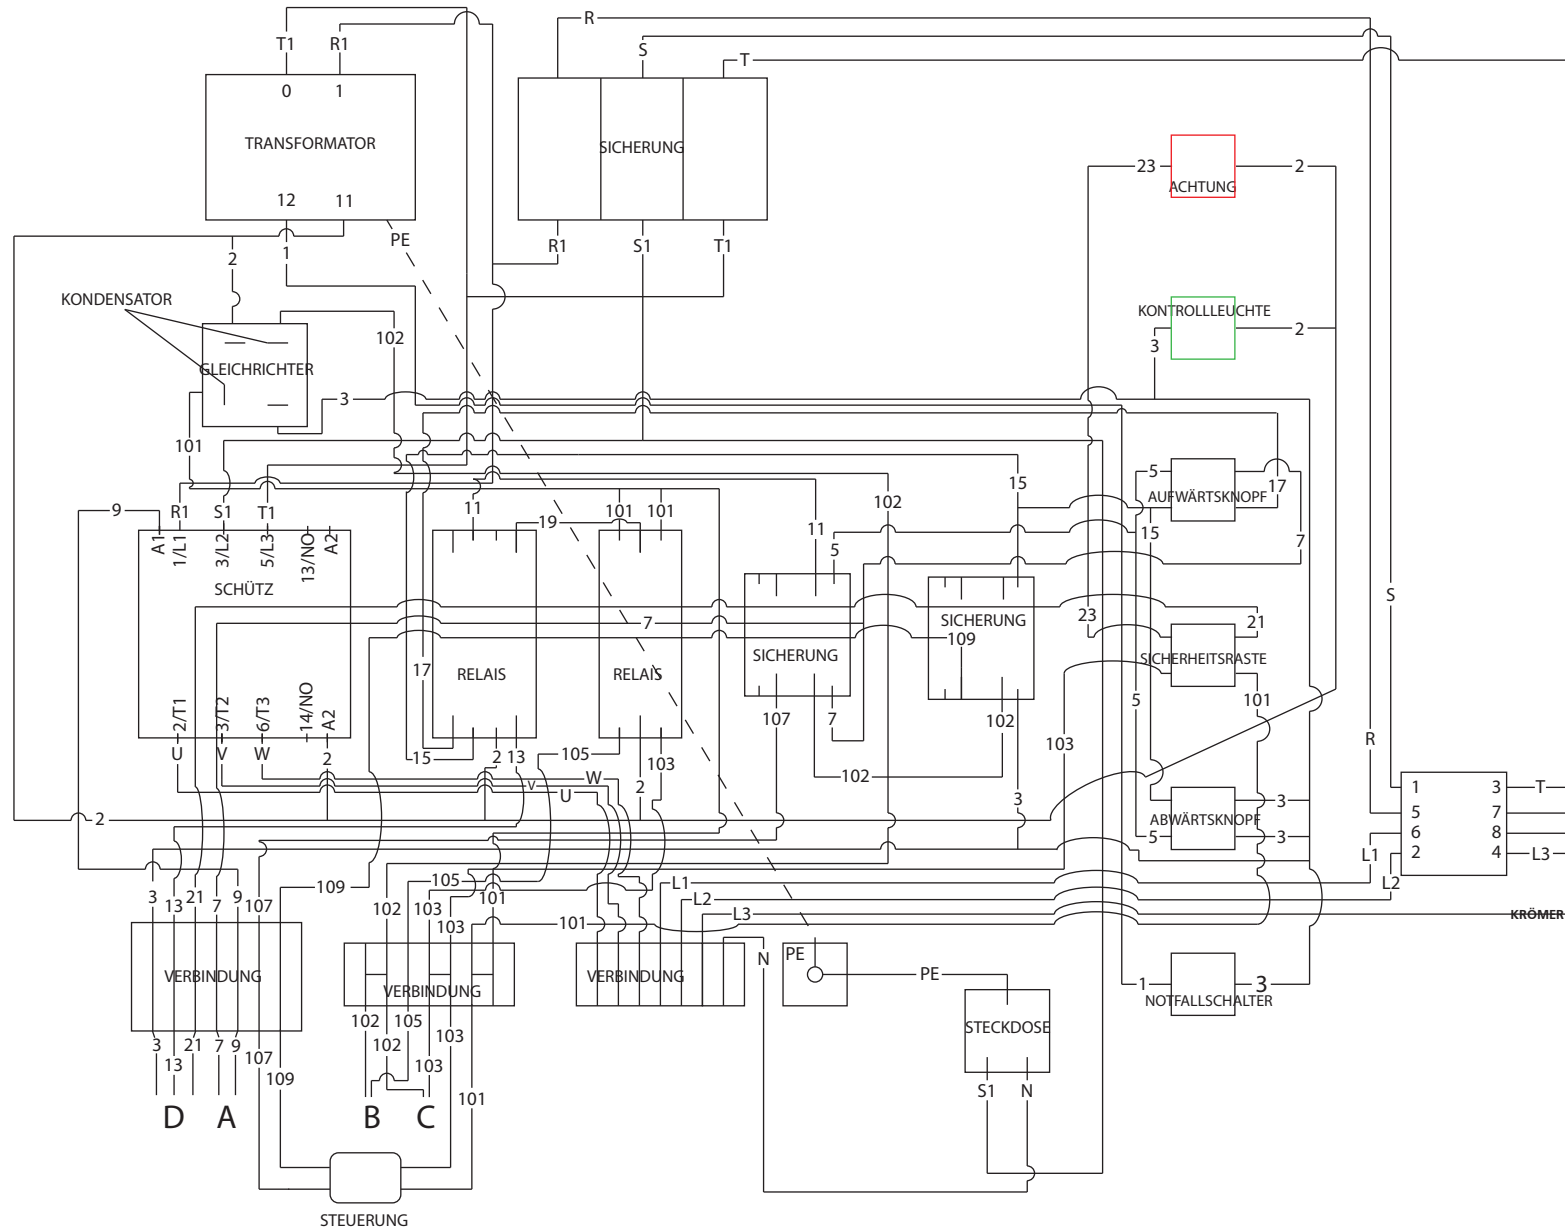 R
S
T
T1
R1
0
1
TRANSFORMATOR
12
11
SICHERUNG
R1
S1
T1
PE
2
1
23
ACHTUNG
2
KONTROLLLEUCHTE
3
2
KONDENSATOR
102
GLEICHRICHTER
3
101
9
R1
S1
T1
11
19
101
101
15
102
11
5
5
AUFWÄRTSKNOPF
17
15
7
A1
1/L1
3/L2
5/L3
13/NO
A2
SCHÜTZ
S
7
17
RELAIS
RELAIS
SICHERUNG
SICHERUNG
109
23
21
SICHERHEITSRASTE
101
5
2/T1
3/T2
6/T3
14/NO
A2
U
V
W
2
15
2
13
105
103
107
7
102
102
103
R
W
V
U
2
3
3
ABWÄRTSKNOPF
5
3
1
5
6
2
3
7
8
4
T
L3
L1
L2
2
109
105
101
L1
L2
L3
KRÖMER
3
13
21
7
9
107
102
103
103
101
VERBINDUNG
VERBINDUNG
VERBINDUNG
N
PE
PE
1
NOTFALLSCHALTER
3
STECKDOSE
3
13
21
7
9
107
109
102
102
105
103
103
101
S1
N
D
A
B
C
STEUERUNG